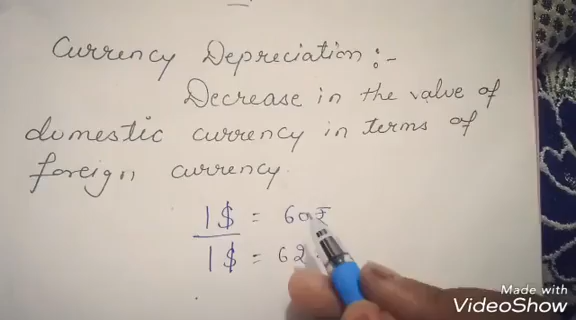 Currency Depreciation:-
Decrease in the value of
domestic currency in terms of
foreign currency.
1$ = 60₹
1$ = 62
Made with
VideoShow